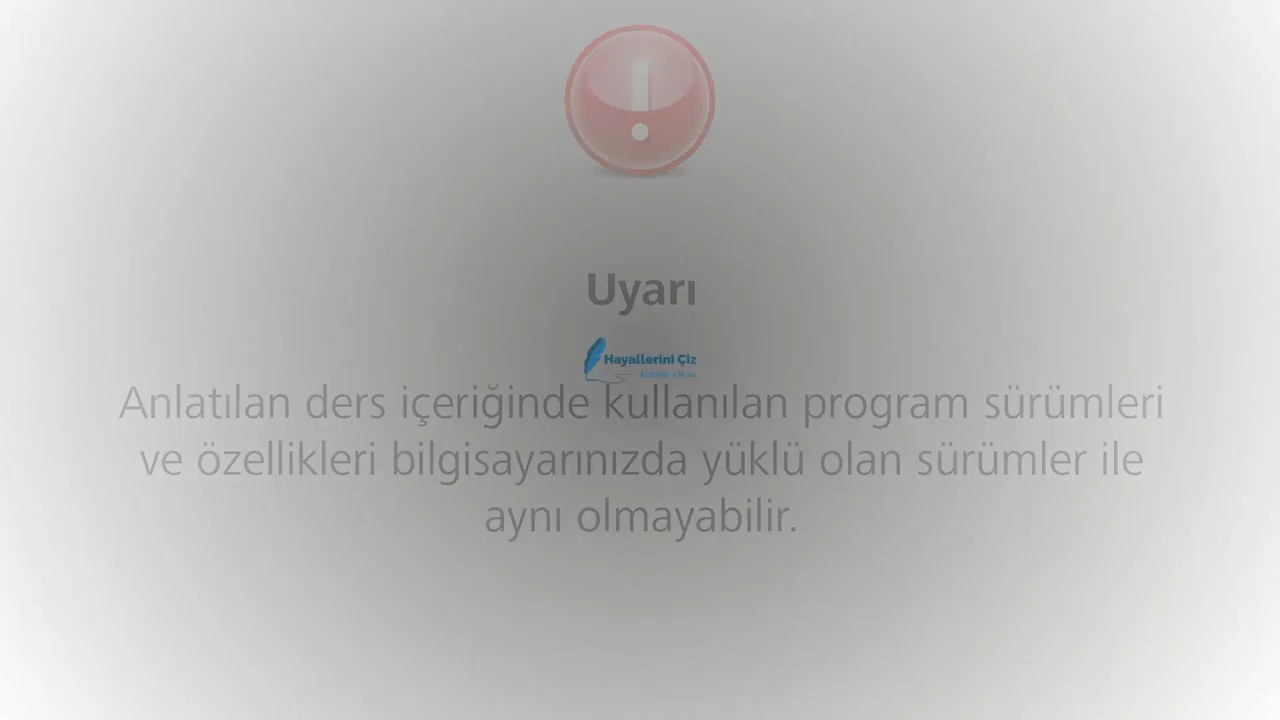 Uyarı
Hayallerini Çiz
Anlatılan ders içeriğinde kullanılan program sürümleri
ve özellikleri bilgisayarınızda yüklü olan sürümler ile
aynı olmayabilir.